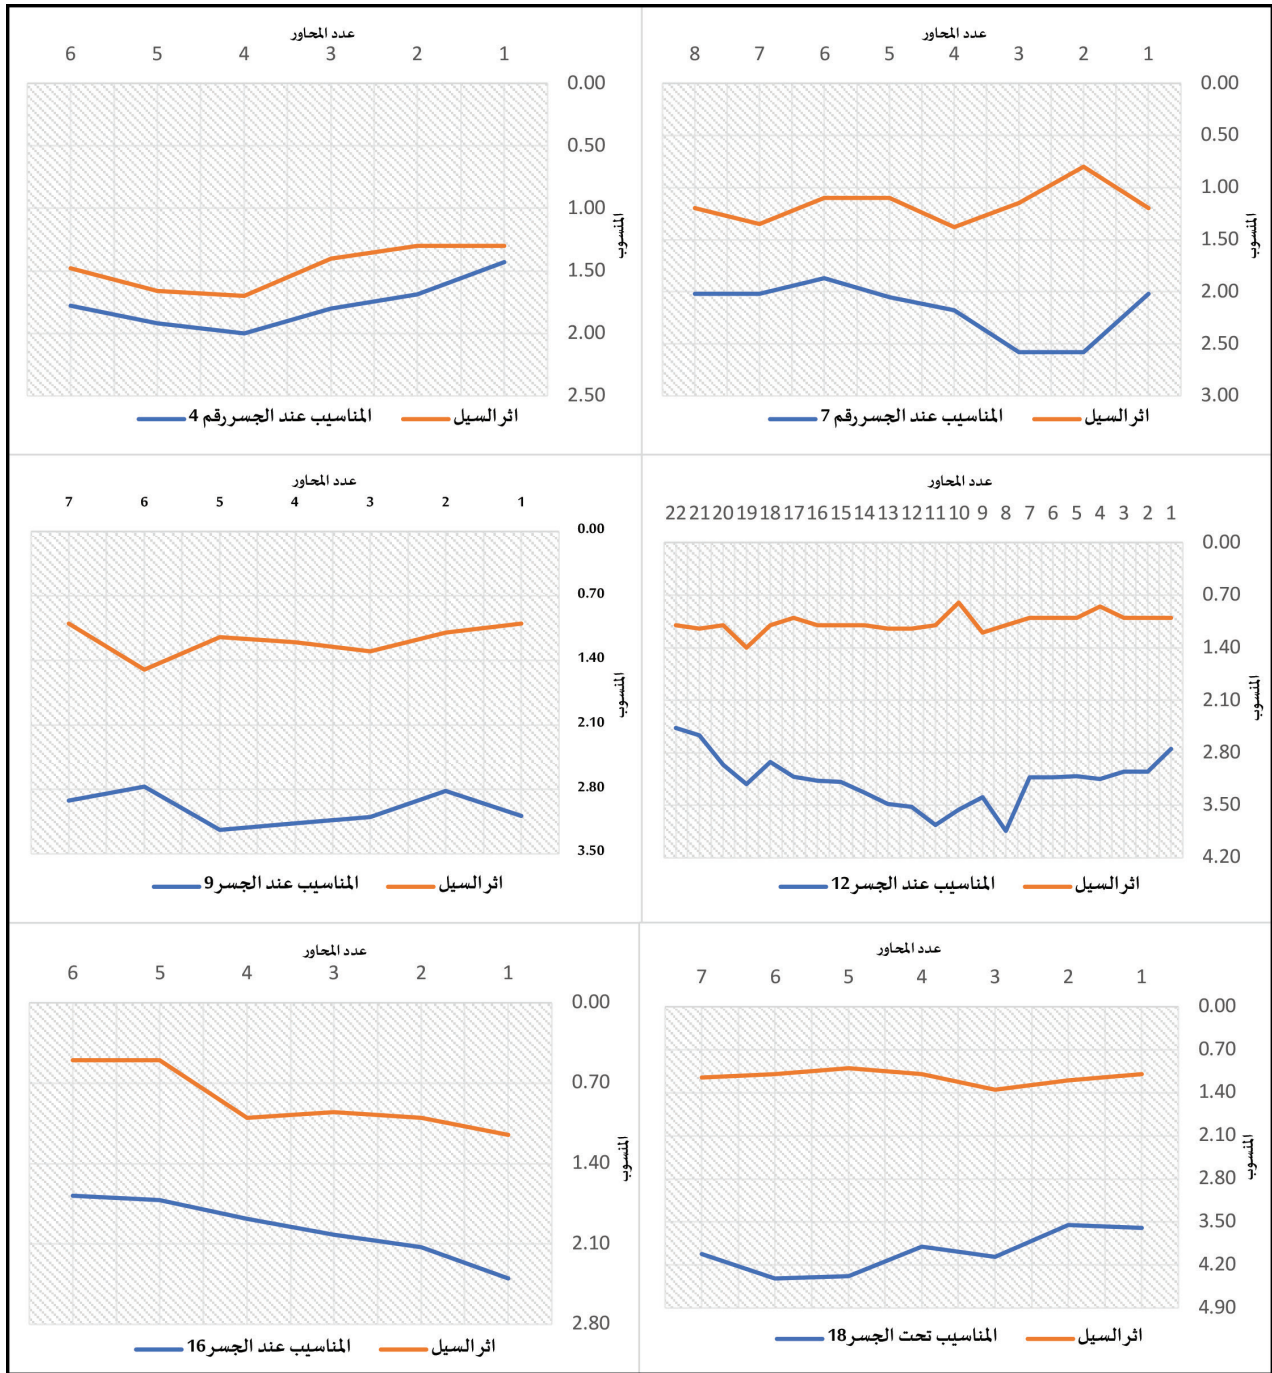 عدد المحاور
8 7 6 5 4 3 2 1
0.00
0.50
1.00
1.50
2.00
2.50
3.00
المنسوب
اثر السيل المناسيب عند الجسر رقم 7
عدد المحاور
6 5 4 3 2 1
0.00
0.50
1.00
1.50
2.00
2.50
المنسوب
اثر السيل المناسيب عند الجسر رقم 4
عدد المحاور
22 21 20 19 18 17 16 15 14 13 12 11 10 9 8 7 6 5 4 3 2 1
0.00
0.70
1.40
2.10
2.80
3.50
4.20
المنسوب
اثر السيل المناسيب عند الجسر 12
عدد المحاور
7 6 5 4 3 2 1
0.00
0.70
1.40
2.10
2.80
3.50
المنسوب
اثر السيل المناسيب عند الجسر 9
عدد المحاور
7 6 5 4 3 2 1
0.00
0.70
1.40
2.10
2.80
3.50
4.20
4.90
المنسوب
اثر السيل المناسيب تحت الجسر 18
عدد المحاور
6 5 4 3 2 1
0.00
0.70
1.40
2.10
2.80
المنسوب
اثر السيل المناسيب عند الجسر 16